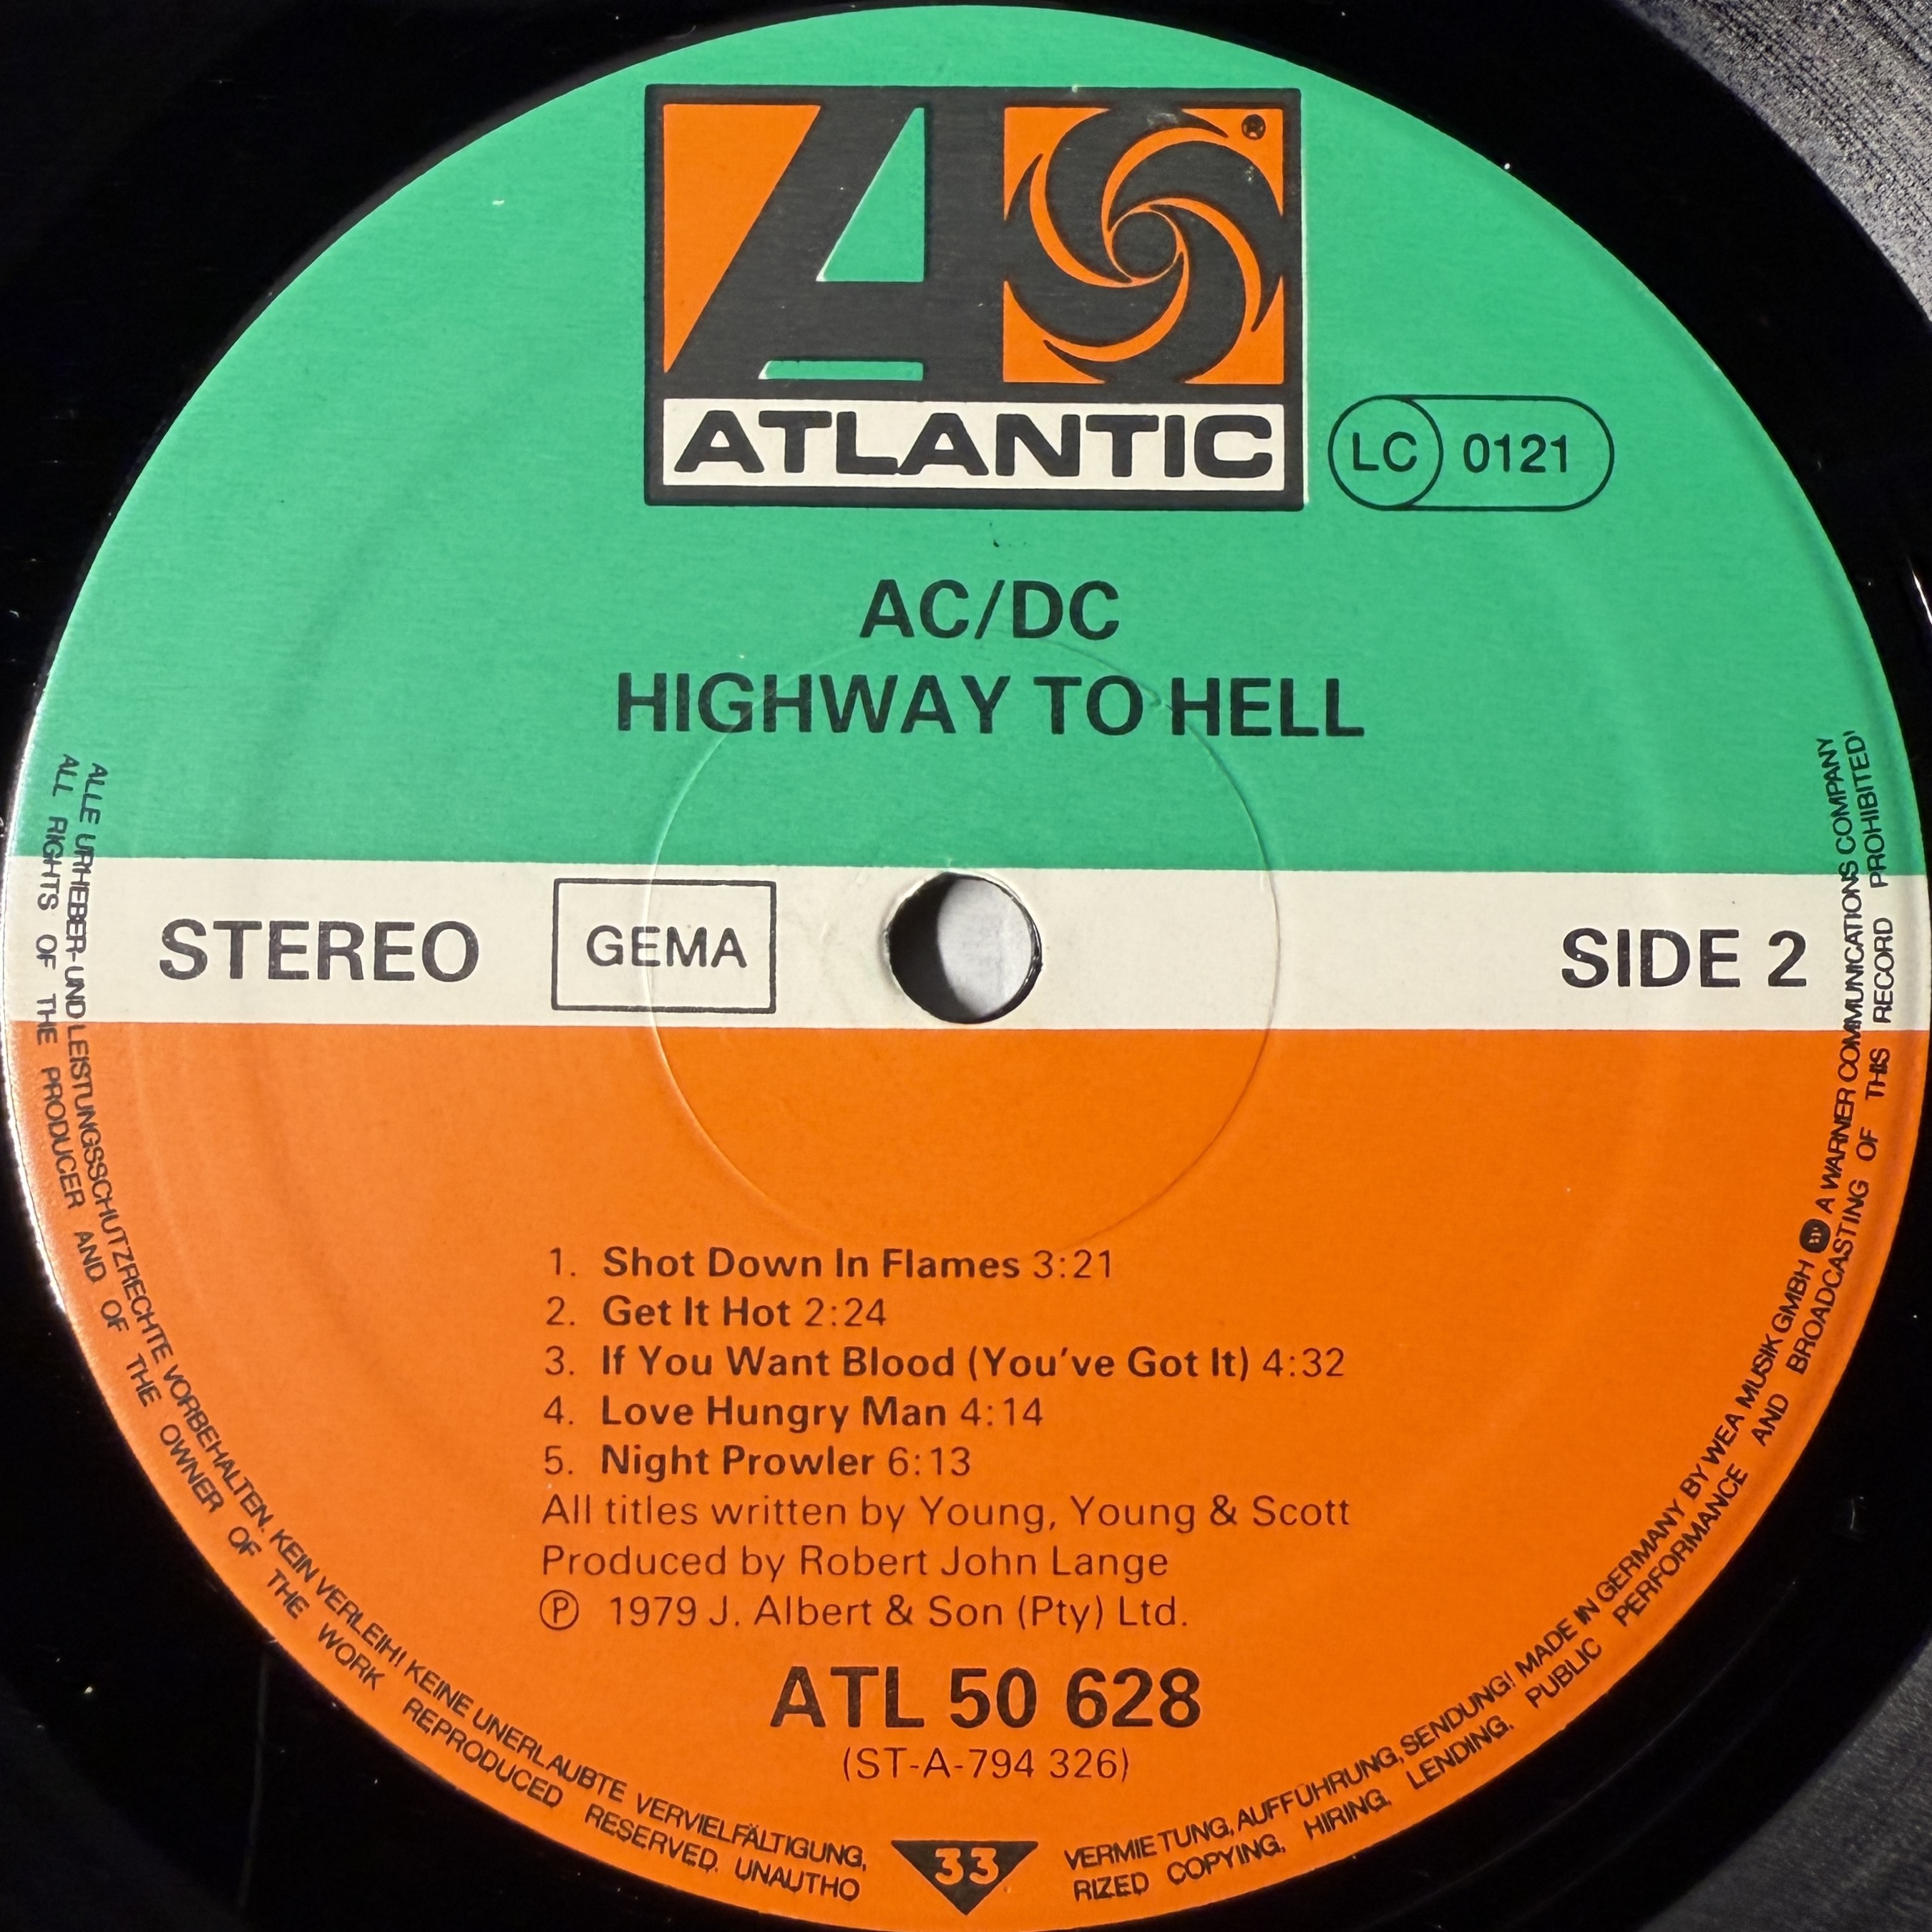 ®
ATLANTIC
LC 0121
AC/DC
HIGHWAY TO HELL
STEREO GEMA SIDE 2
1. Shot Down In Flames 3:21
2. Get It Hot 2:24
3. If You Want Blood (You've Got It) 4:32
4. Love Hungry Man 4:14
5. Night Prowler 6:13
All titles written by Young, Young & Scott
Produced by Robert John Lange
℗ 1979 J. Albert & Son (Pty) Ltd.
ATL 50 628
(ST-A-794 326)
33
ALLE URHEBER-UND LEISTUNGSSCHUTZRECHTE VORBEHALTEN. KEIN VERLEIH! KEINE UNERLAUBTE VERVIELFÄLTIGUNG, VERMIETUNG, AUFFÜHRUNG, SENDUNG! MADE IN GERMANY BY WEA MUSIK GMBH A WARNER COMMUNICATIONS COMPANY
ALL RIGHTS OF THE PRODUCER AND OF THE OWNER OF THE WORK REPRODUCED RESERVED. UNAUTHORIZED COPYING, HIRING, LENDING, PUBLIC PERFORMANCE AND BROADCASTING OF THIS RECORD PROHIBITED!